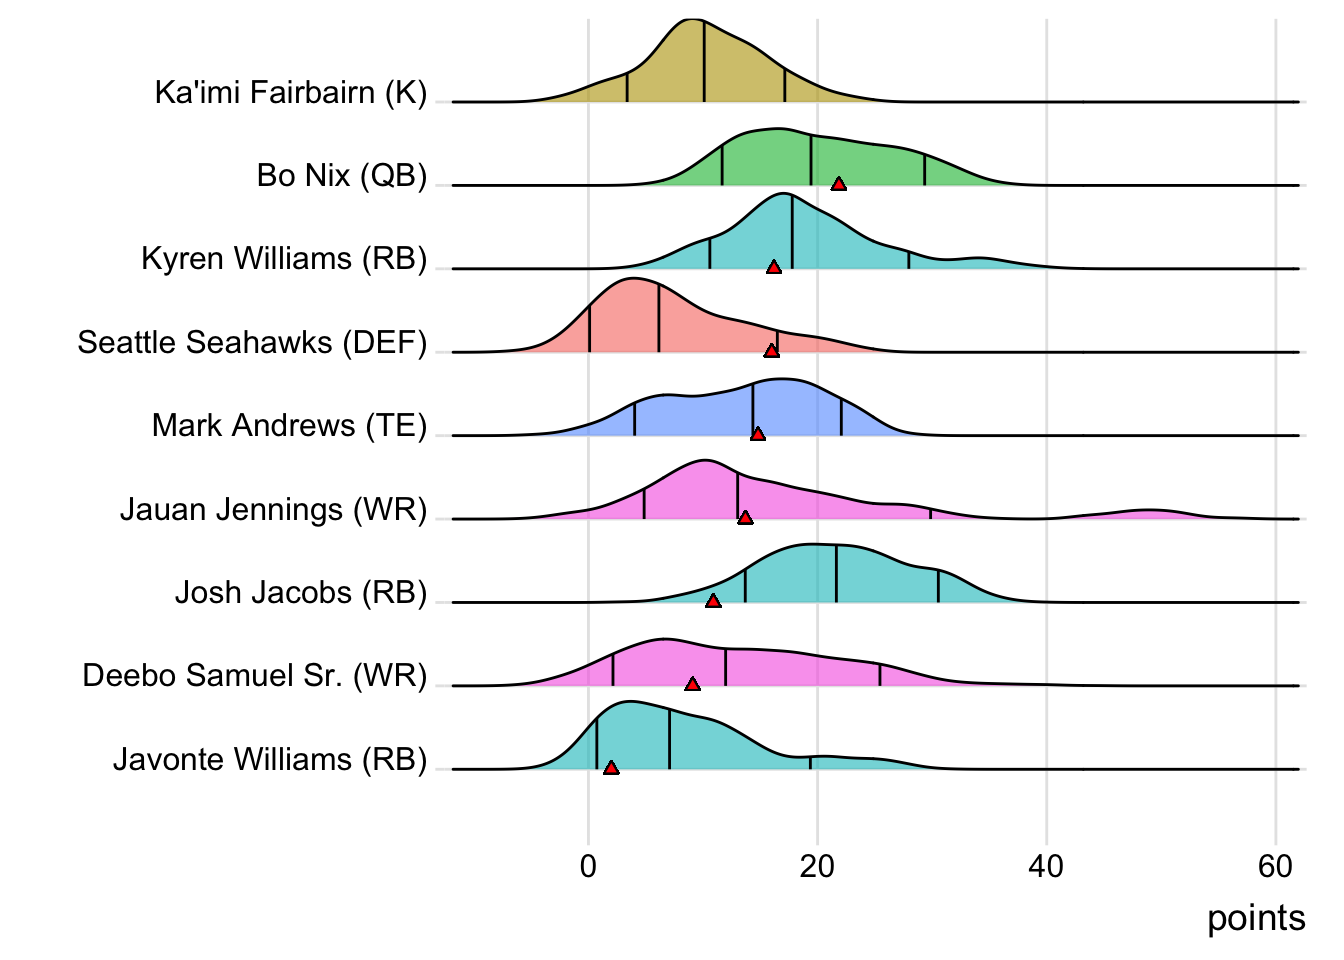 Ka'imi Fairbairn (K)
Bo Nix (QB)
Kyren Williams (RB)
Seattle Seahawks (DEF)
Mark Andrews (TE)
Jauan Jennings (WR)
Josh Jacobs (RB)
Deebo Samuel Sr. (WR)
Javonte Williams (RB)
0 20 40 60
points